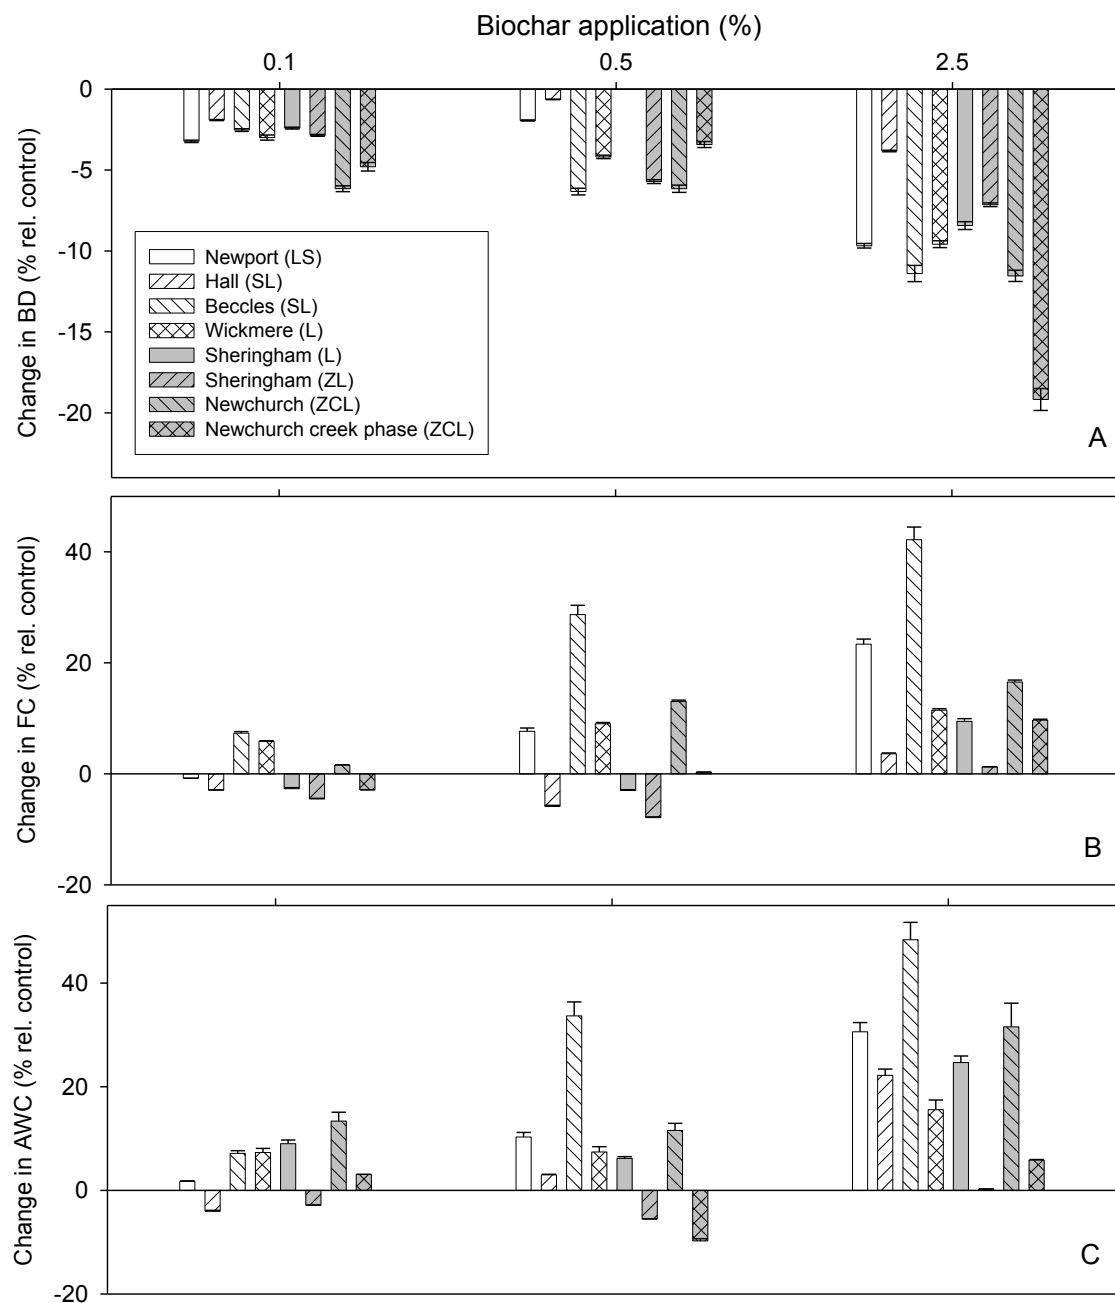 Biochar application (%)
0.1 0.5 2.5
Change in BD (% rel. control)
0
-5
-10
-15
-20
Newport (LS)
Hall (SL)
Beccles (SL)
Wickmere (L)
Sheringham (L)
Sheringham (ZL)
Newchurch (ZCL)
Newchurch creek phase (ZCL)
A
Change in FC (% rel. control)
40
20
0
-20
B
Change in AWC (% rel. control)
40
20
0
-20
C